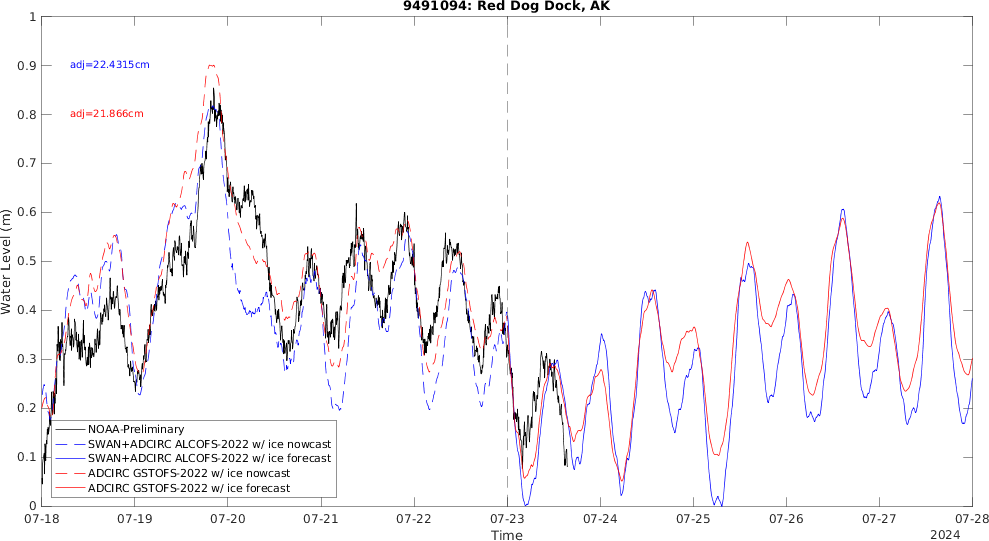 9491094: Red Dog Dock, AK
1
0.9
0.8
0.7
0.6
0.5
0.4
0.3
0.2
0.1
0
Water Level (m)
adj=22.4315cm
adj=21.866cm
NOAA-Preliminary
SWAN+ADCIRC ALCOFS-2022 w/ ice nowcast
SWAN+ADCIRC ALCOFS-2022 w/ ice forecast
ADCIRC GSTOFS-2022 w/ ice nowcast
ADCIRC GSTOFS-2022 w/ ice forecast
07-18 07-19 07-20 07-21 07-22 07-23 07-24 07-25 07-26 07-27 07-28
Time
2024